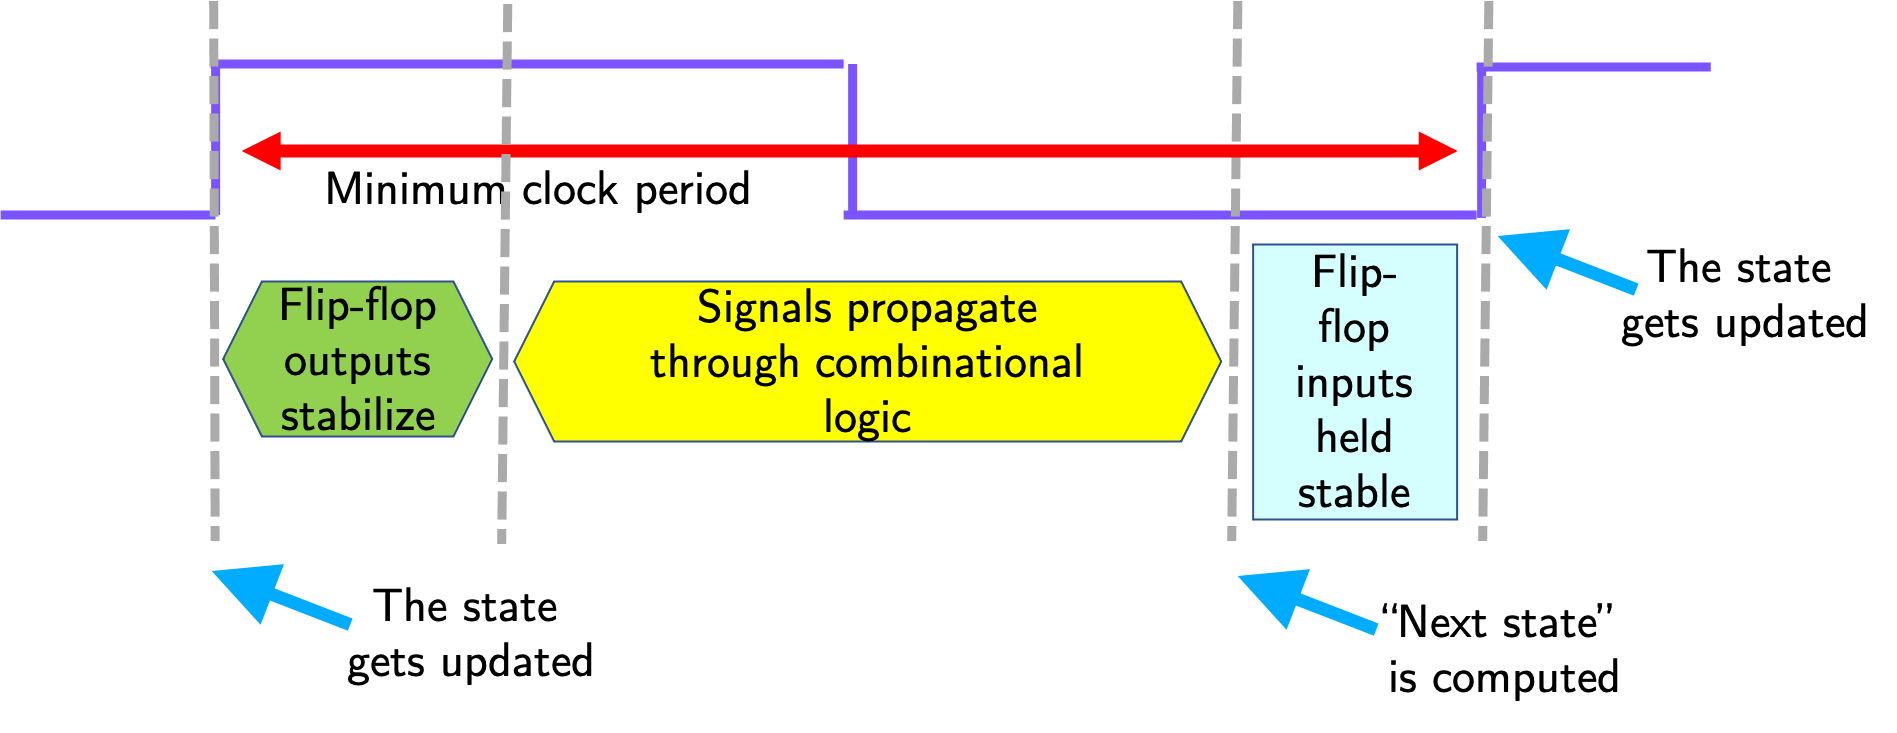 Minimum clock period
Flip-flop
outputs
stabilize
Signals propagate
through combinational
logic
Flip-
flop
inputs
held
stable
The state
gets updated
The state
gets updated
“Next state”
is computed